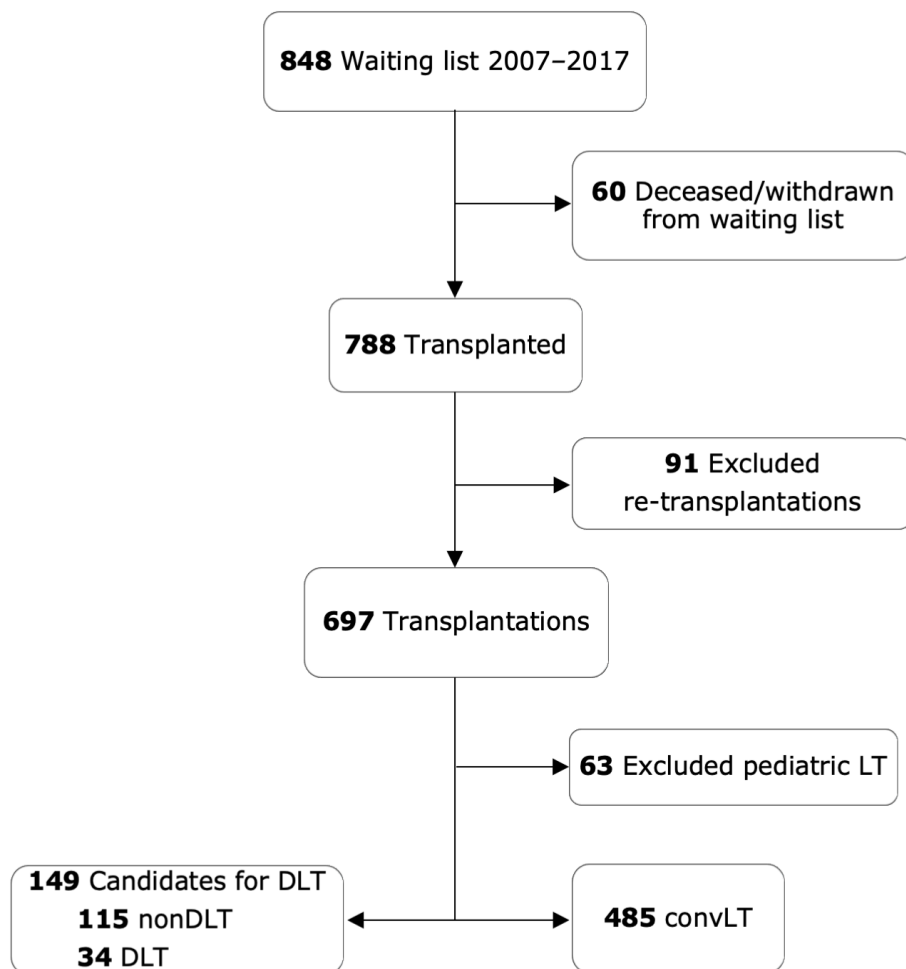 848 Waiting list 2007–2017
60 Deceased/withdrawn
from waiting list
788 Transplanted
91 Excluded
re-transplantations
697 Transplantations
63 Excluded pediatric LT
149 Candidates for DLT
115 nonDLT
34 DLT
485 convLT